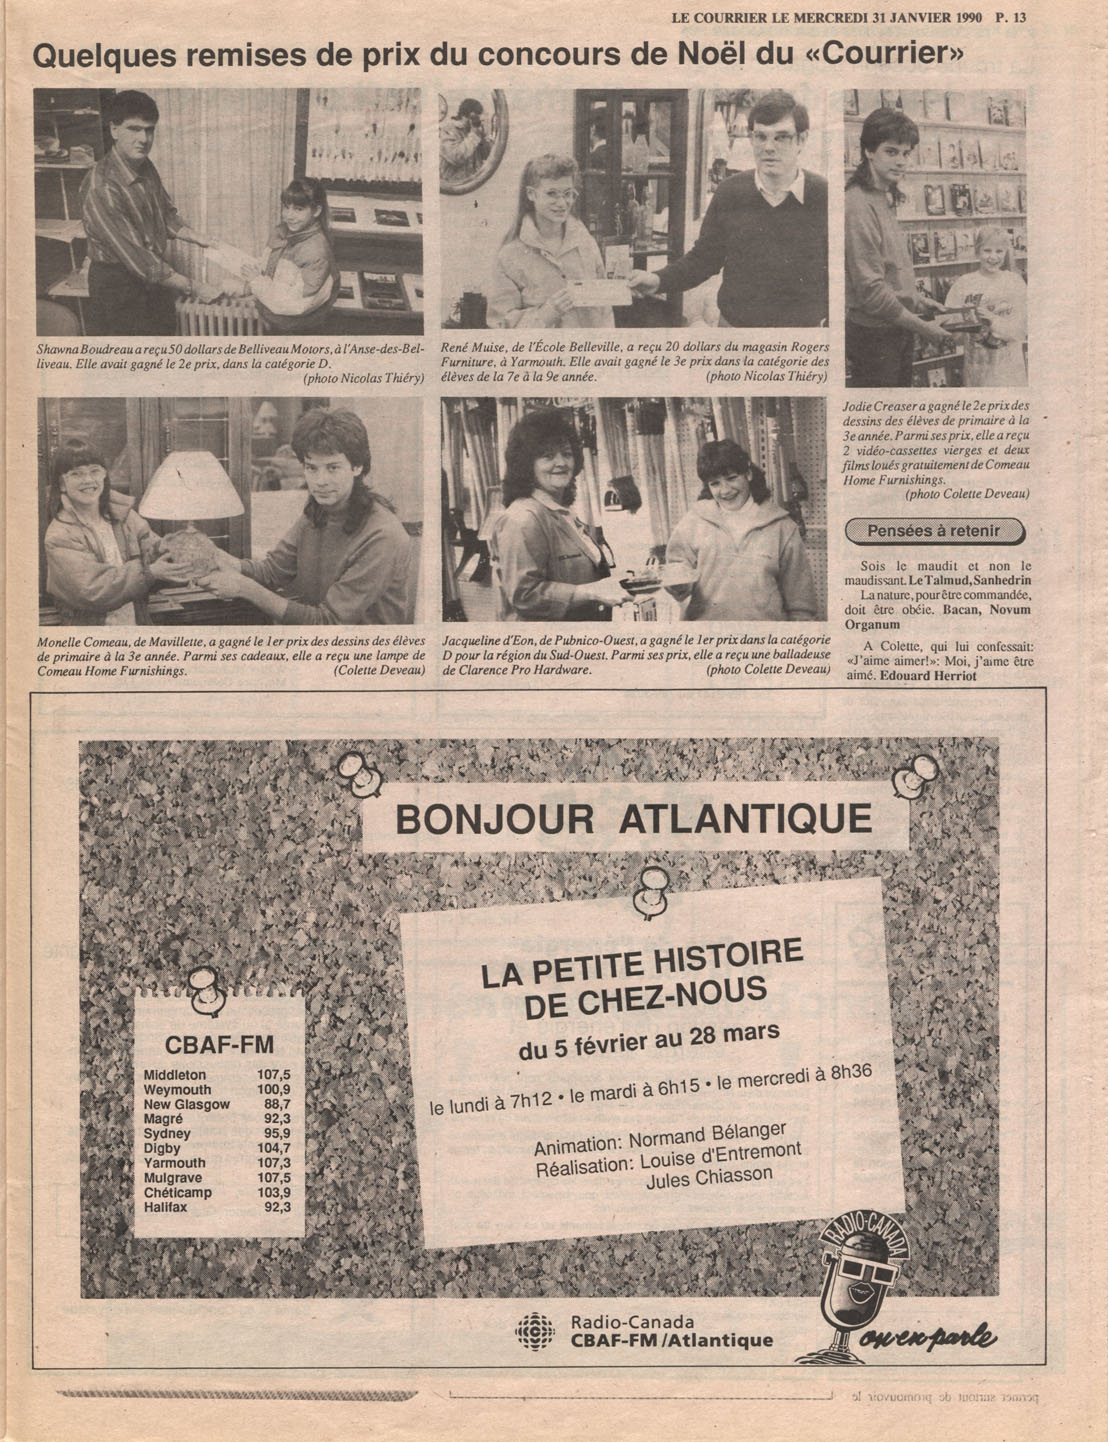 LE COURRIER LE MERCREDI 31 JANVIER 1990 P. 13
Quelques remises de prix du concours de Noël du «Courrier»
Shawna Boudreau a reçu 50 dollars de Belliveau Motors, à l'Anse-des-Bel-
liveau. Elle avait gagné le 2e prix, dans la catégorie D.
(photo Nicolas Thiéry)
René Muise, de l'École Belleville, a reçu 20 dollars du magasin Rogers
Furniture, à Yarmouth. Elle avait gagné le 3e prix dans la catégorie des
élèves de la 7e à la 9e année. (photo Nicolas Thiéry)
Jodie Creaser a gagné le 2e prix des
dessins des élèves de primaire à la
3e année. Parmi ses prix, elle a reçu
2 vidéo-cassettes vierges et deux
films loués gratuitement de Comeau
Home Furnishings.
(photo Colette Deveau)
Monelle Comeau, de Mavillette, a gagné le 1er prix des dessins des élèves
de primaire à la 3e année. Parmi ses cadeaux, elle a reçu une lampe de
Comeau Home Furnishings. (Colette Deveau)
Jacqueline d'Eon, de Pubnico-Ouest, a gagné le 1er prix dans la catégorie
D pour la région du Sud-Ouest. Parmi ses prix, elle a reçu une balladeuse
de Clarence Pro Hardware. (photo Colette Deveau)
Pensées à retenir
Sois le maudit et non le
maudissant. Le Talmud, Sanhedrin
La nature, pour être commandée,
doit être obéie. Bacan, Novum
Organum
A Colette, qui lui confessait:
«J'aime aimer!»: Moi, j'aime être
aimé. Edouard Herriot
BONJOUR ATLANTIQUE
LA PETITE HISTOIRE
DE CHEZ-NOUS
du 5 février au 28 mars
le lundi à 7h12 • le mardi à 6h15 • le mercredi à 8h36
Animation: Normand Bélanger
Réalisation: Louise d'Entremont
Jules Chiasson
CBAF-FM
Middleton 107,5
Weymouth 100,9
New Glasgow 88,7
Magré 92,3
Sydney 95,9
Digby 104,7
Yarmouth 107,3
Mulgrave 107,5
Chéticamp 103,9
Halifax 92,3
RADIO-CANADA
Radio-Canada
CBAF-FM/Atlantique
on en parle